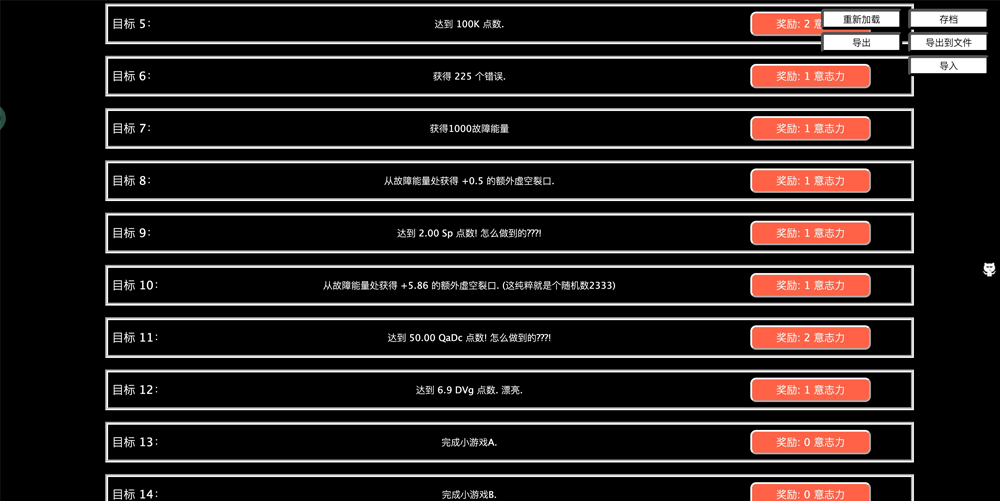 目标 5： 达到 100K 点数. 奖励: 2
重新加载 存档
导出 导出到文件
导入
目标 6： 获得 225 个错误. 奖励: 1 意志力
目标 7： 获得1000故障能量 奖励: 1 意志力
目标 8： 从故障能量处获得 +0.5 的额外虚空裂口. 奖励: 1 意志力
目标 9： 达到 2.00 Sp 点数! 怎么做到的???! 奖励: 1 意志力
目标 10： 从故障能量处获得 +5.86 的额外虚空裂口. (这纯粹就是个随机数2333) 奖励: 1 意志力
目标 11： 达到 50.00 QaDc 点数! 怎么做到的???! 奖励: 2 意志力
目标 12： 达到 6.9 DVg 点数. 漂亮. 奖励: 1 意志力
目标 13： 完成小游戏A. 奖励: 0 意志力
目标 14： 完成小游戏B. 奖励: 0 意志力